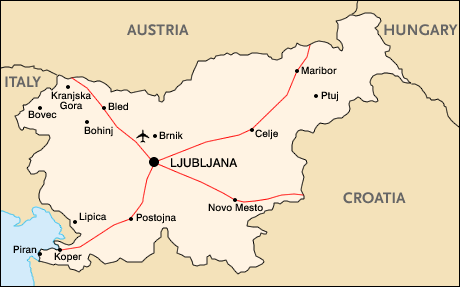 AUSTRIA
HUNGARY
ITALY
Maribor
Kranjska
Gora
Ptuj
Bovec
Bled
Bohinj
Brnik
Celje
LJUBLJANA
CROATIA
Novo Mesto
Lipica
Postojna
Piran
Koper